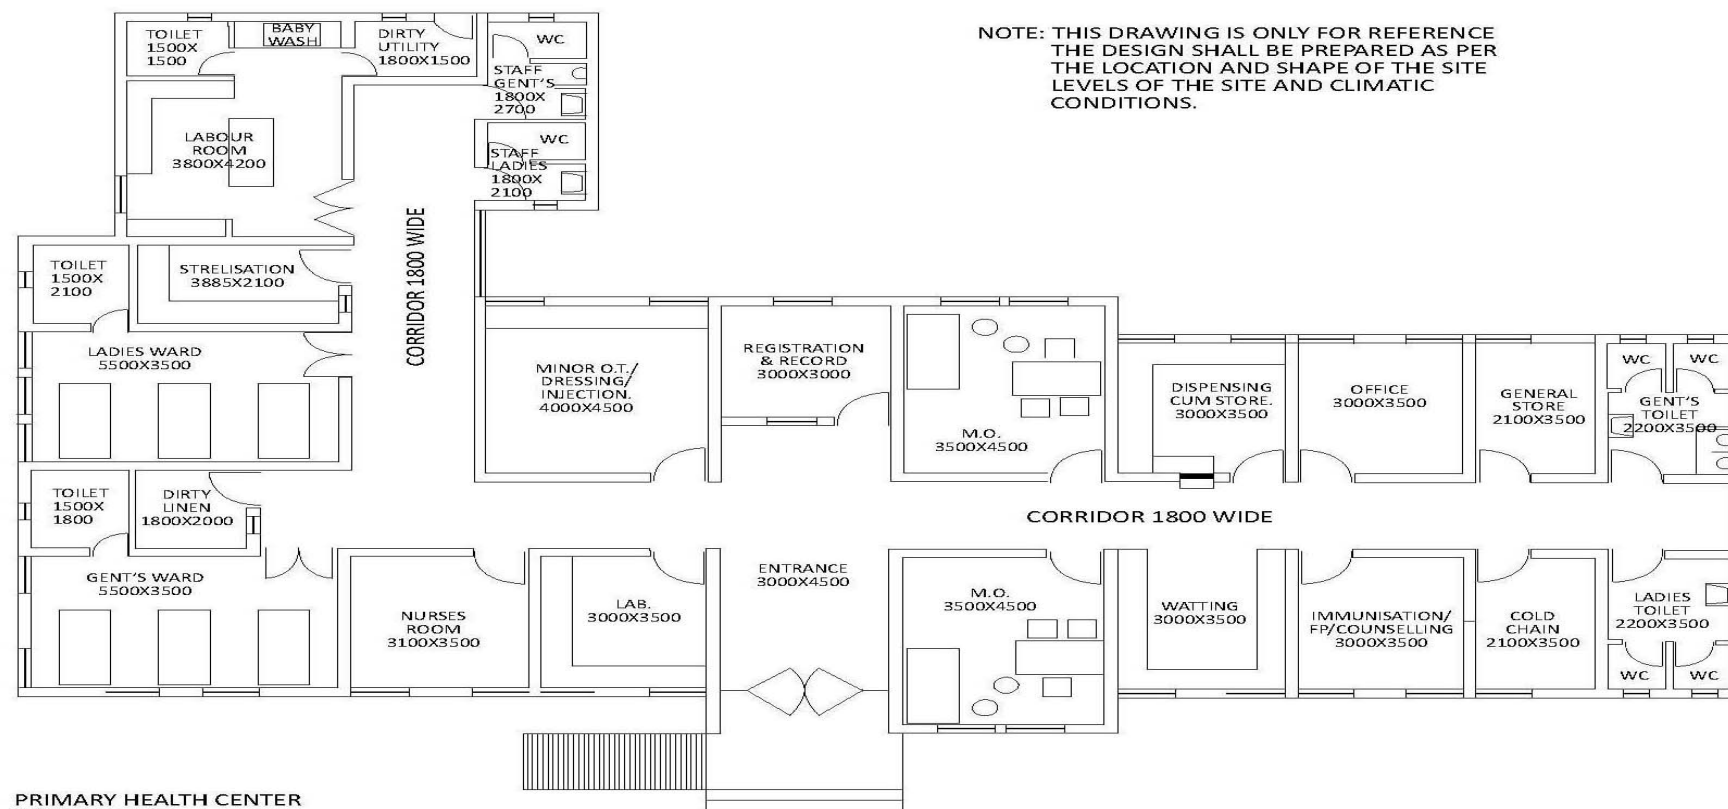 NOTE: THIS DRAWING IS ONLY FOR REFERENCE
THE DESIGN SHALL BE PREPARED AS PER
THE LOCATION AND SHAPE OF THE SITE
LEVELS OF THE SITE AND CLIMATIC
CONDITIONS.
TOILET
1500X
1500
BABY
WASH
DIRTY
UTILITY
1800X1500
WC
STAFF
GENT'S
1800X
2700
WC
STAFF
LADIES
1800X
2100
LABOUR
ROOM
3800X4200
CORRIDOR 1800 WIDE
TOILET
1500X
2100
STRELISATION
3885X2100
LADIES WARD
5500X3500
MINOR O.T./
DRESSING/
INJECTION.
4000X4500
REGISTRATION
& RECORD
3000X3000
M.O.
3500X4500
DISPENSING
CUM STORE.
3000X3500
OFFICE
3000X3500
GENERAL
STORE
2100X3500
WC
WC
GENT'S
TOILET
2200X3500
TOILET
1500X
1800
DIRTY
LINEN
1800X2000
CORRIDOR 1800 WIDE
GENT'S WARD
5500X3500
NURSES
ROOM
3100X3500
LAB.
3000X3500
ENTRANCE
3000X4500
M.O.
3500X4500
WATTING
3000X3500
IMMUNISATION/
FP/COUNSELLING
3000X3500
COLD
CHAIN
2100X3500
LADIES
TOILET
2200X3500
WC
WC
PRIMARY HEALTH CENTER